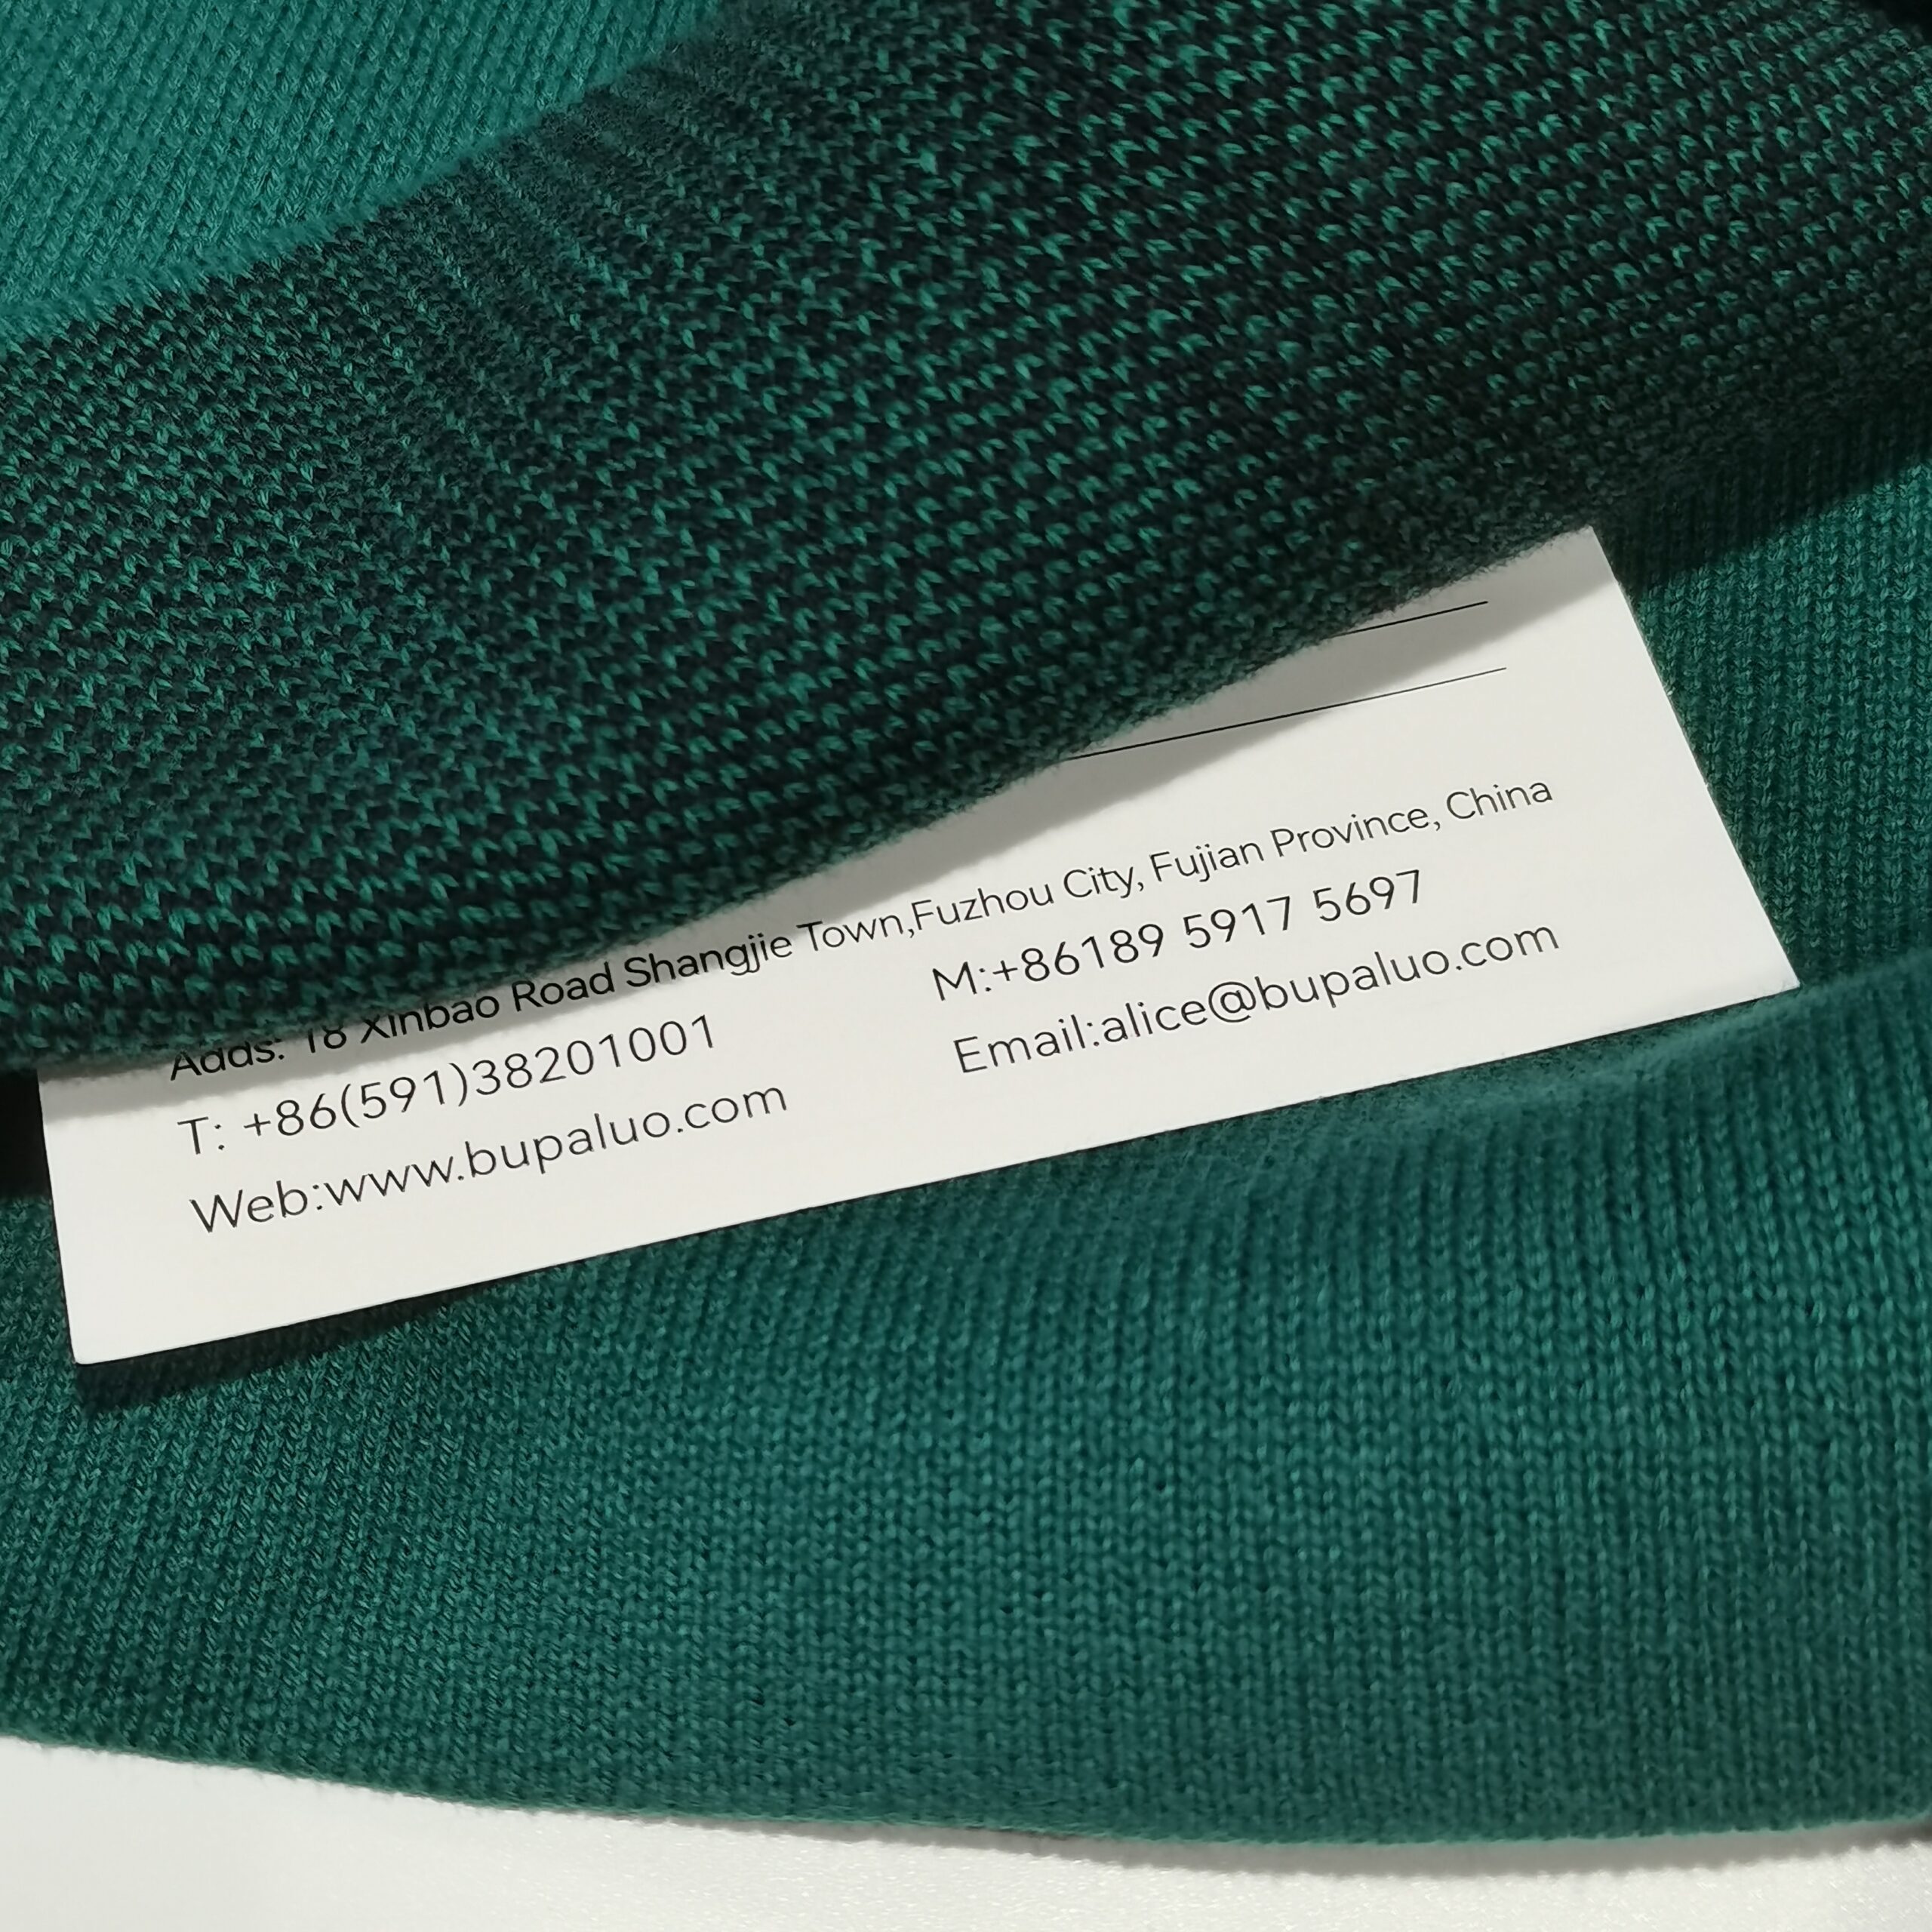 Adds: 18 Xinbao Road Shangjie Town,Fuzhou City, Fujian Province, China
T: +86(591)38201001
M:+86189 5917 5697
Web:www.bupaluo.com
Email:alice@bupaluo.com